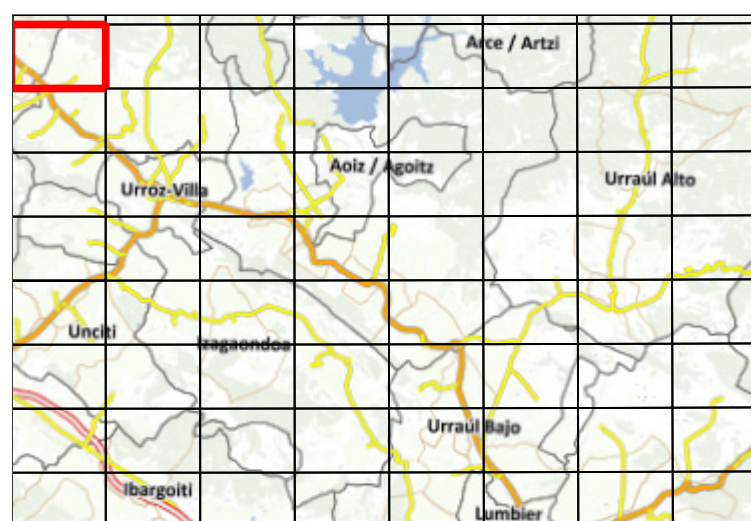 Arce / Artzi
Aoiz / Agoitz
Urraúl Alto
Urroz-Villa
Unciti
Izagaondoa
Urraúl Bajo
Ibargoiti
Lumbier